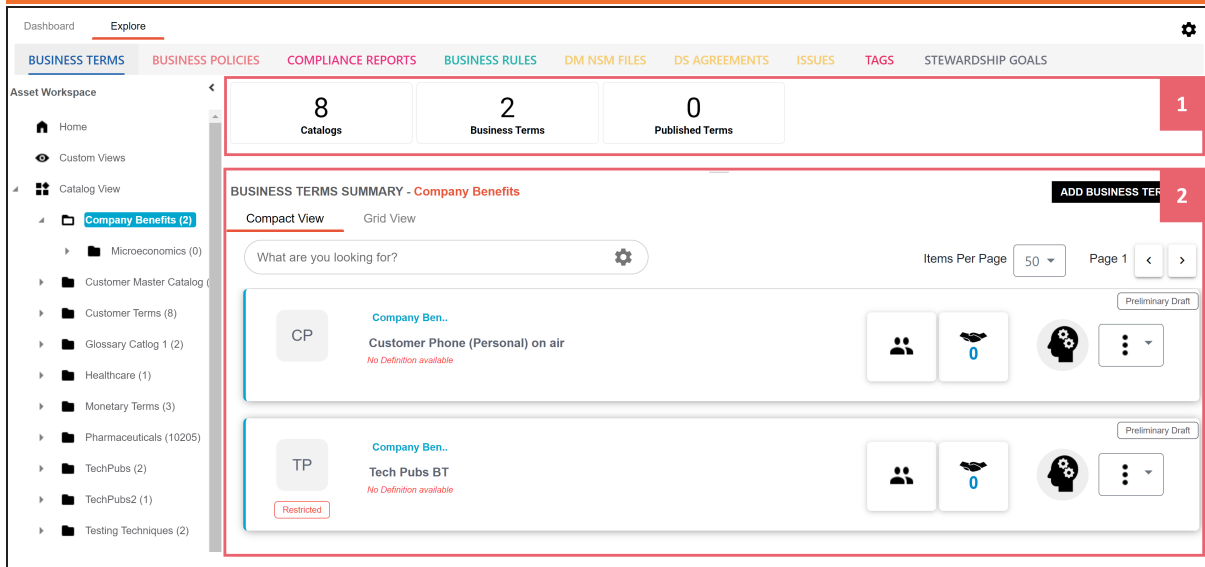 Dashboard Explore
BUSINESS TERMS BUSINESS POLICIES COMPLIANCE REPORTS BUSINESS RULES DM NSM FILES DS AGREEMENTS ISSUES TAGS STEWARDSHIP GOALS
Asset Workspace
Home
Custom Views
Catalog View
Company Benefits (2)
Microeconomics (0)
Customer Master Catalog (
Customer Terms (8)
Glossary Catlog 1 (2)
Healthcare (1)
Monetary Terms (3)
Pharmaceuticals (10205)
TechPubs (2)
TechPubs2 (1)
Testing Techniques (2)
8 2 0
Catalogs Business Terms Published Terms
1
BUSINESS TERMS SUMMARY - Company Benefits
ADD BUSINESS TER
2
Compact View Grid View
What are you looking for?
Items Per Page 50 Page 1
Preliminary Draft
CP
Company Ben..
Customer Phone (Personal) on air
No Definition available
0
Preliminary Draft
TP
Restricted
Company Ben..
Tech Pubs BT
No Definition available
0